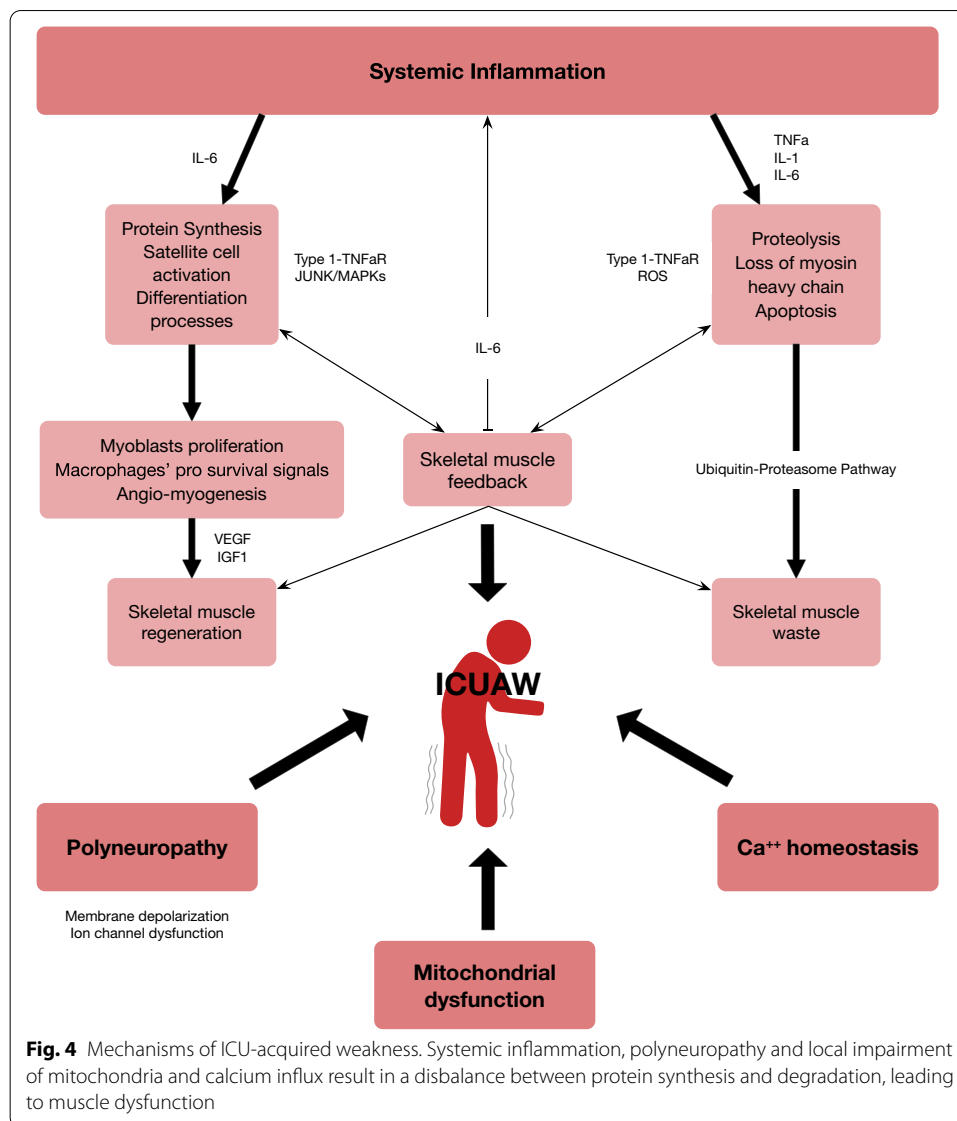 Systemic Inflammation
IL-6
TNFa
IL-1
IL-6
Protein Synthesis
Satellite cell
activation
Differentiation
processes
Type 1-TNFaR
JUNK/MAPKs
Type 1-TNFaR
ROS
Proteolysis
Loss of myosin
heavy chain
Apoptosis
IL-6
Myoblasts proliferation
Macrophages' pro survival signals
Angio-myogenesis
Skeletal muscle
feedback
Ubiquitin-Proteasome Pathway
VEGF
IGF1
Skeletal muscle
regeneration
Skeletal muscle
waste
ICUAW
Polyneuropathy
Ca⁺⁺ homeostasis
Membrane depolarization
Ion channel dysfunction
Mitochondrial
dysfunction
Fig. 4 Mechanisms of ICU-acquired weakness. Systemic inflammation, polyneuropathy and local impairment
of mitochondria and calcium influx result in a disbalance between protein synthesis and degradation, leading
to muscle dysfunction